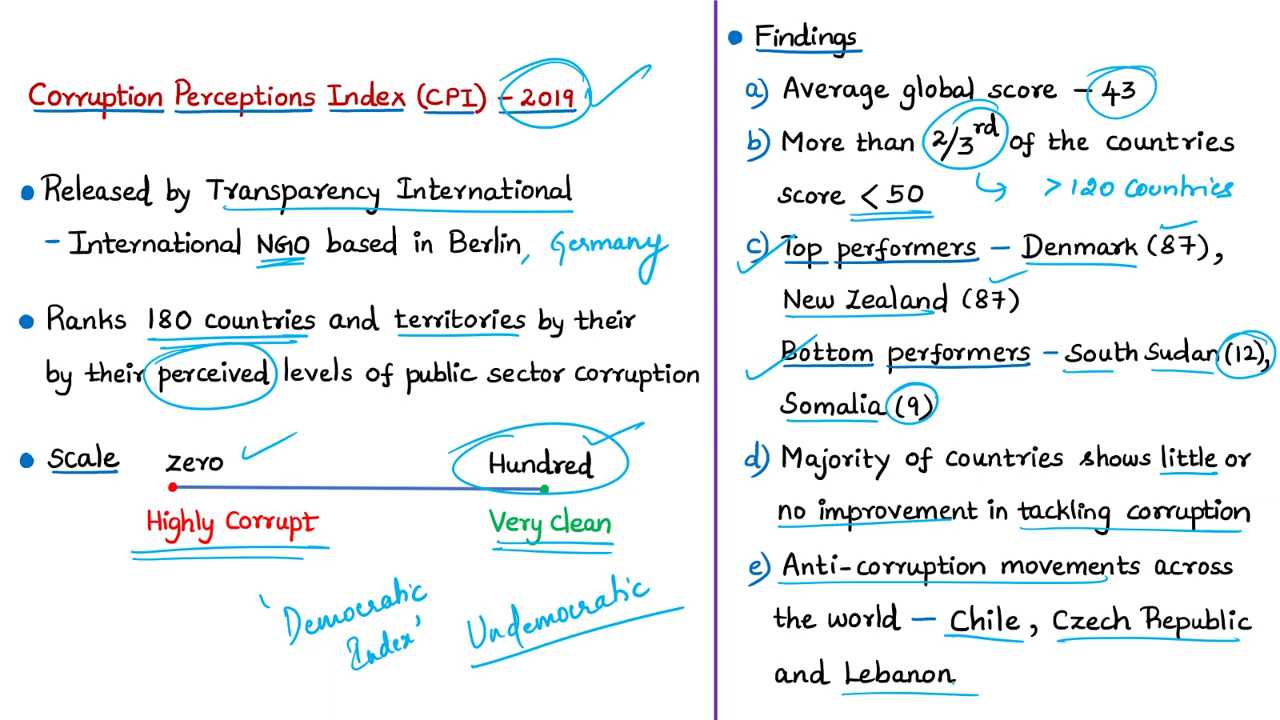 Corruption Perceptions Index (CPI) - 2019
• Released by Transparency International
- International NGO based in Berlin, Germany
• Ranks 180 countries and territories by their
by their perceived levels of public sector corruption
• Scale Zero Hundred
Highly Corrupt Very clean
'Democratic Index' Undemocratic
• Findings
a) Average global score - 43
b) More than 2/3rd of the countries
score < 50 > 120 countries
c) Top performers - Denmark (87),
New Zealand (87)
Bottom performers - South Sudan (12),
Somalia (9)
d) Majority of countries shows little or
no improvement in tackling corruption
e) Anti-corruption movements across
the world - Chile, Czech Republic
and Lebanon